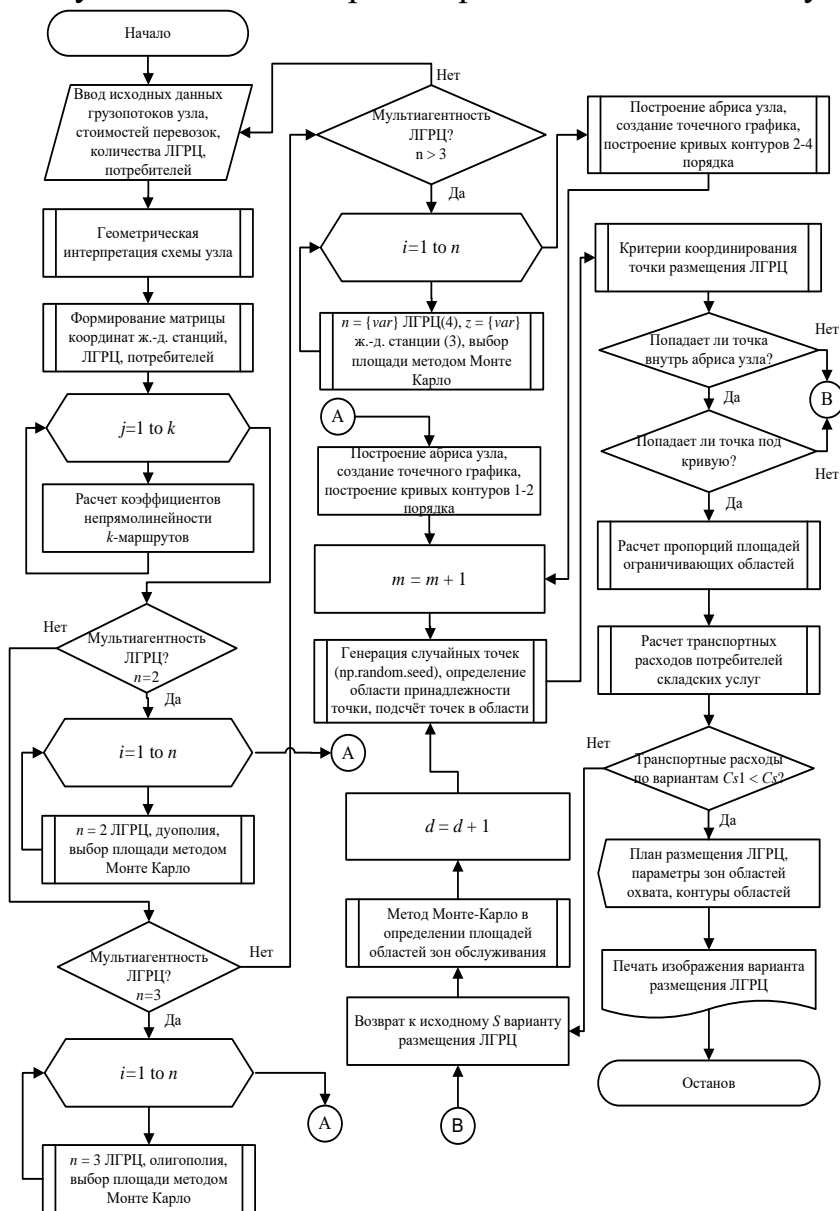 Начало
Ввод исходных данных
грузопотоков узла,
стоимостей перевозок,
количества ЛГРЦ,
потребителей
Геометрическая
интерпретация схемы узла
Формирование матрицы
координат ж.-д. станций,
ЛГРЦ, потребителей
j=1 to k
Расчет коэффициентов
непрямолинейности
k-маршрутов
Нет
Мультиагентность
ЛГРЦ?
n=2
Да
i=1 to n
A
n = 2 ЛГРЦ, дуополия,
выбор площади методом
Монте Карло
Мультиагентность
ЛГРЦ?
n=3
Нет
Да
i=1 to n
A
n = 3 ЛГРЦ, олигополия,
выбор площади методом
Монте Карло
Нет
Мультиагентность
ЛГРЦ?
n > 3
Да
i=1 to n
n = {var} ЛГРЦ(4), z = {var}
ж.-д. станции (3), выбор
площади методом Монте
Карло
A
Построение абриса узла,
создание точечного графика,
построение кривых контуров 1-2
порядка
m = m + 1
Генерация случайных точек
(np.random.seed), определение
области принадлежности
точки, подсчёт точек в области
d = d + 1
Метод Монте-Карло в
определении площадей
областей зон обслуживания
Возврат к исходному S варианту
размещения ЛГРЦ
B
Построение абриса узла,
создание точечного графика,
построение кривых контуров 2-4
порядка
Критерии координирования
точки размещения ЛГРЦ
Попадает ли точка
внутрь абриса узла?
Нет
B
Да
Попадает ли точка под
кривую?
Нет
Да
Расчет пропорций площадей
ограничивающих областей
Расчет транспортных
расходов потребителей
складских услуг
Нет
Транспортные расходы
по вариантам Cs1 < Cs?
Да
План размещения ЛГРЦ,
параметры зон областей
охвата, контуры областей
Печать изображения варианта
размещения ЛГРЦ
Останов